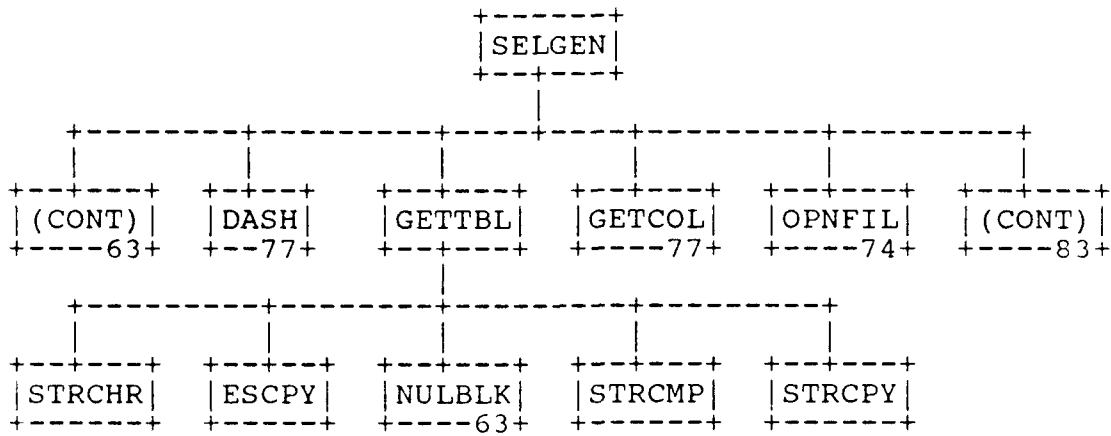 SELGEN
(CONT) DASH GETTBL GETCOL OPNFIL (CONT)
63 77 77 74 83
STRCHR ESCPY NULBLK STRCMP STRCPY
63